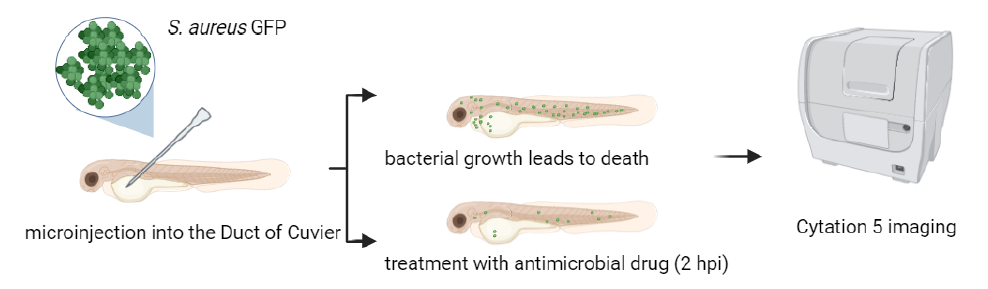 S. aureus GFP
bacterial growth leads to death
microinjection into the Duct of Cuvier
Cytation 5 imaging
treatment with antimicrobial drug (2 hpi)